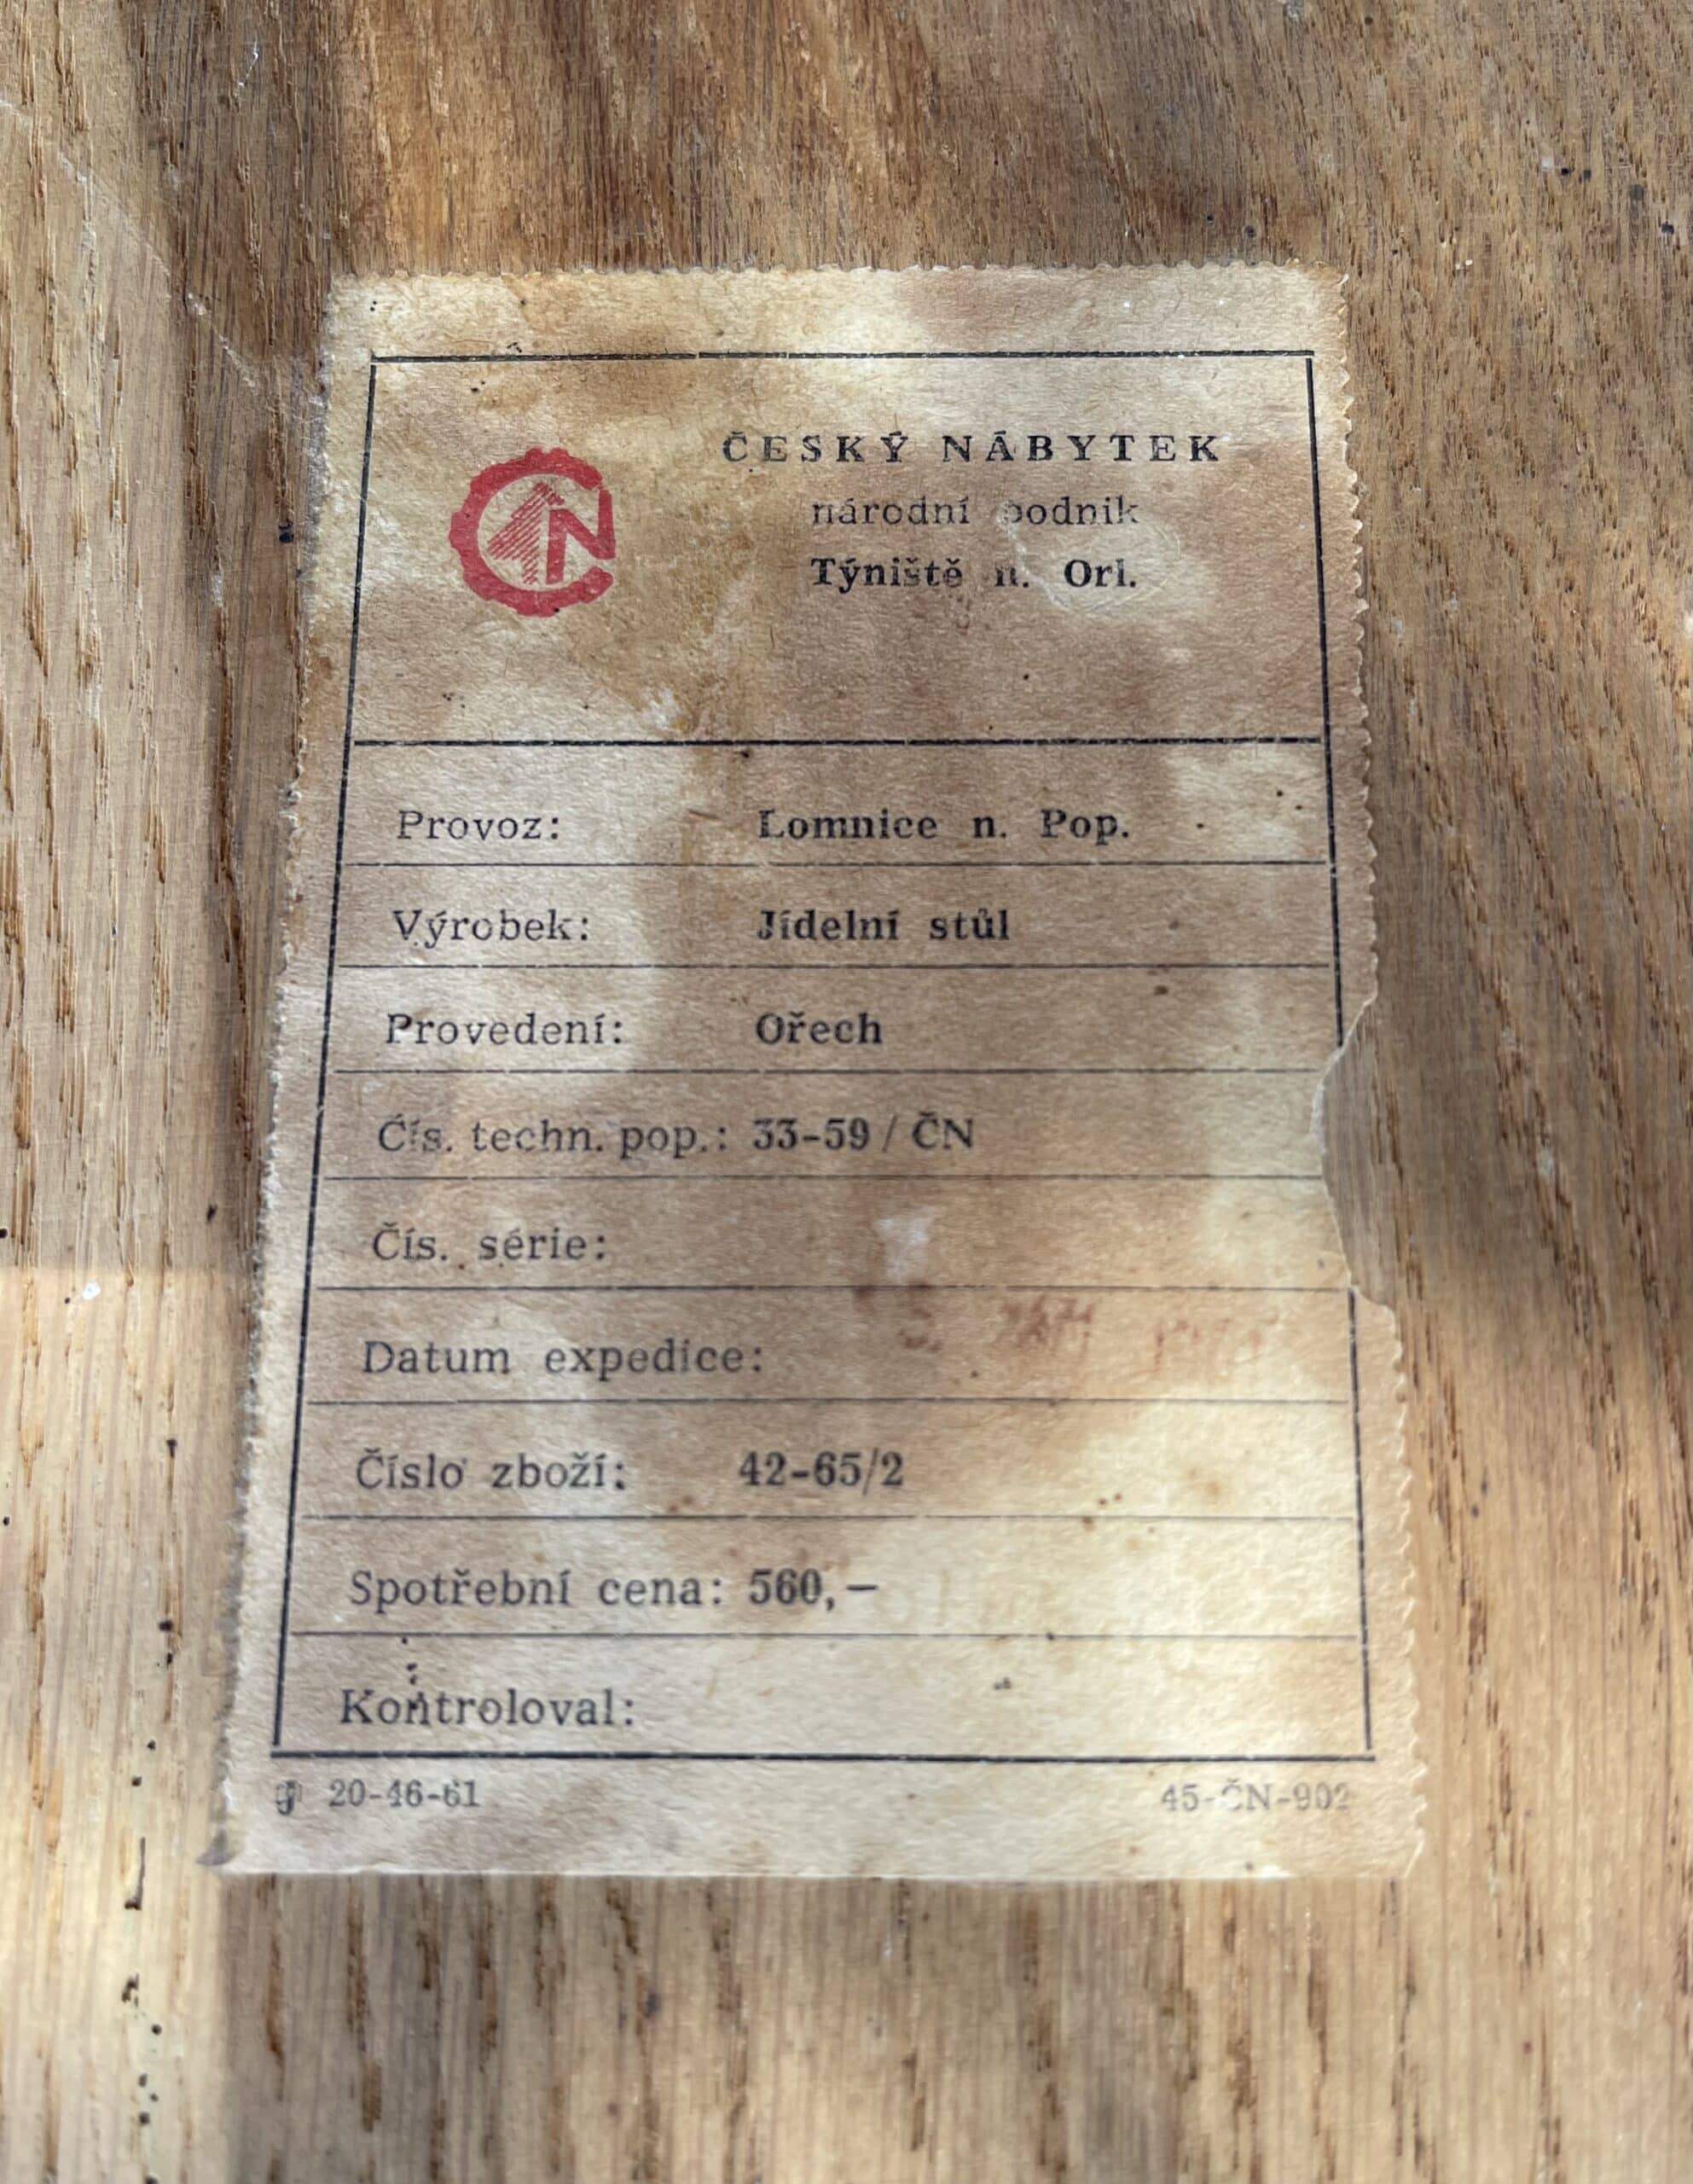 ČN
ČESKÝ NÁBYTEK
národní podnik
Týniště n. Orl.
Provoz: Lomnice n. Pop.
Výrobek: Jídelní stůl
Provedení: Ořech
Čís. techn. pop.: 33-59 / ČN
Čís. série:
Datum expedice:
Číslo zboží: 42-65/2
Spotřební cena: 560,—
Kontroloval:
20-46-61 45-ČN-902